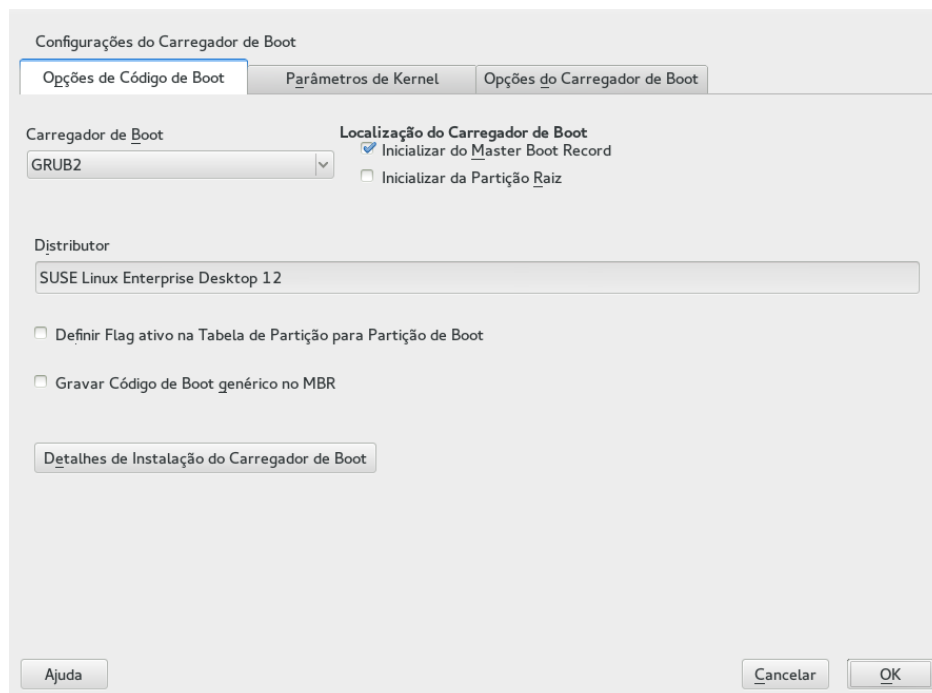 Configurações do Carregador de Boot
Opções de Código de Boot
Parâmetros de Kernel
Opções do Carregador de Boot
Carregador de Boot
GRUB2
Localização do Carregador de Boot
Inicializar do Master Boot Record
Inicializar da Partição Raiz
Distributor
SUSE Linux Enterprise Desktop 12
Definir Flag ativo na Tabela de Partição para Partição de Boot
Gravar Código de Boot genérico no MBR
Detalhes de Instalação do Carregador de Boot
Ajuda
Cancelar
OK